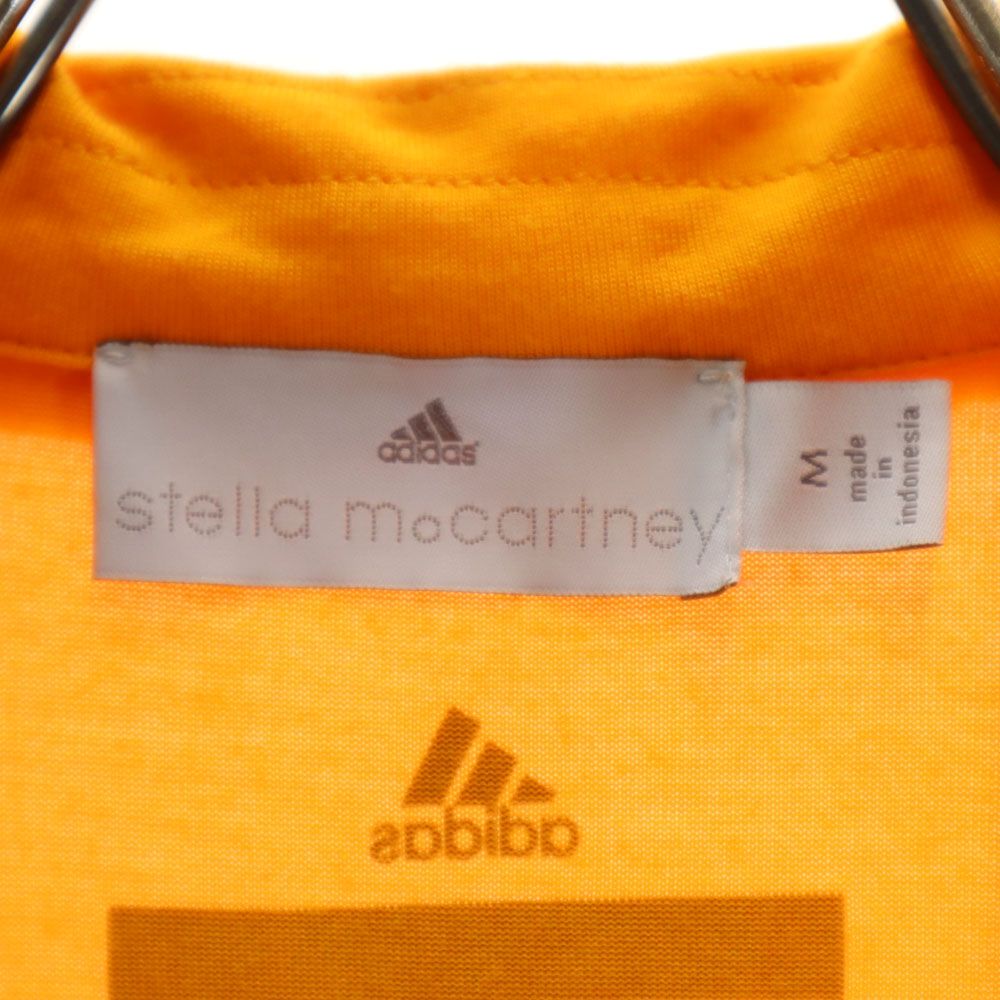 adidas
stella mccartney
M
made
in
indonesia
adidas